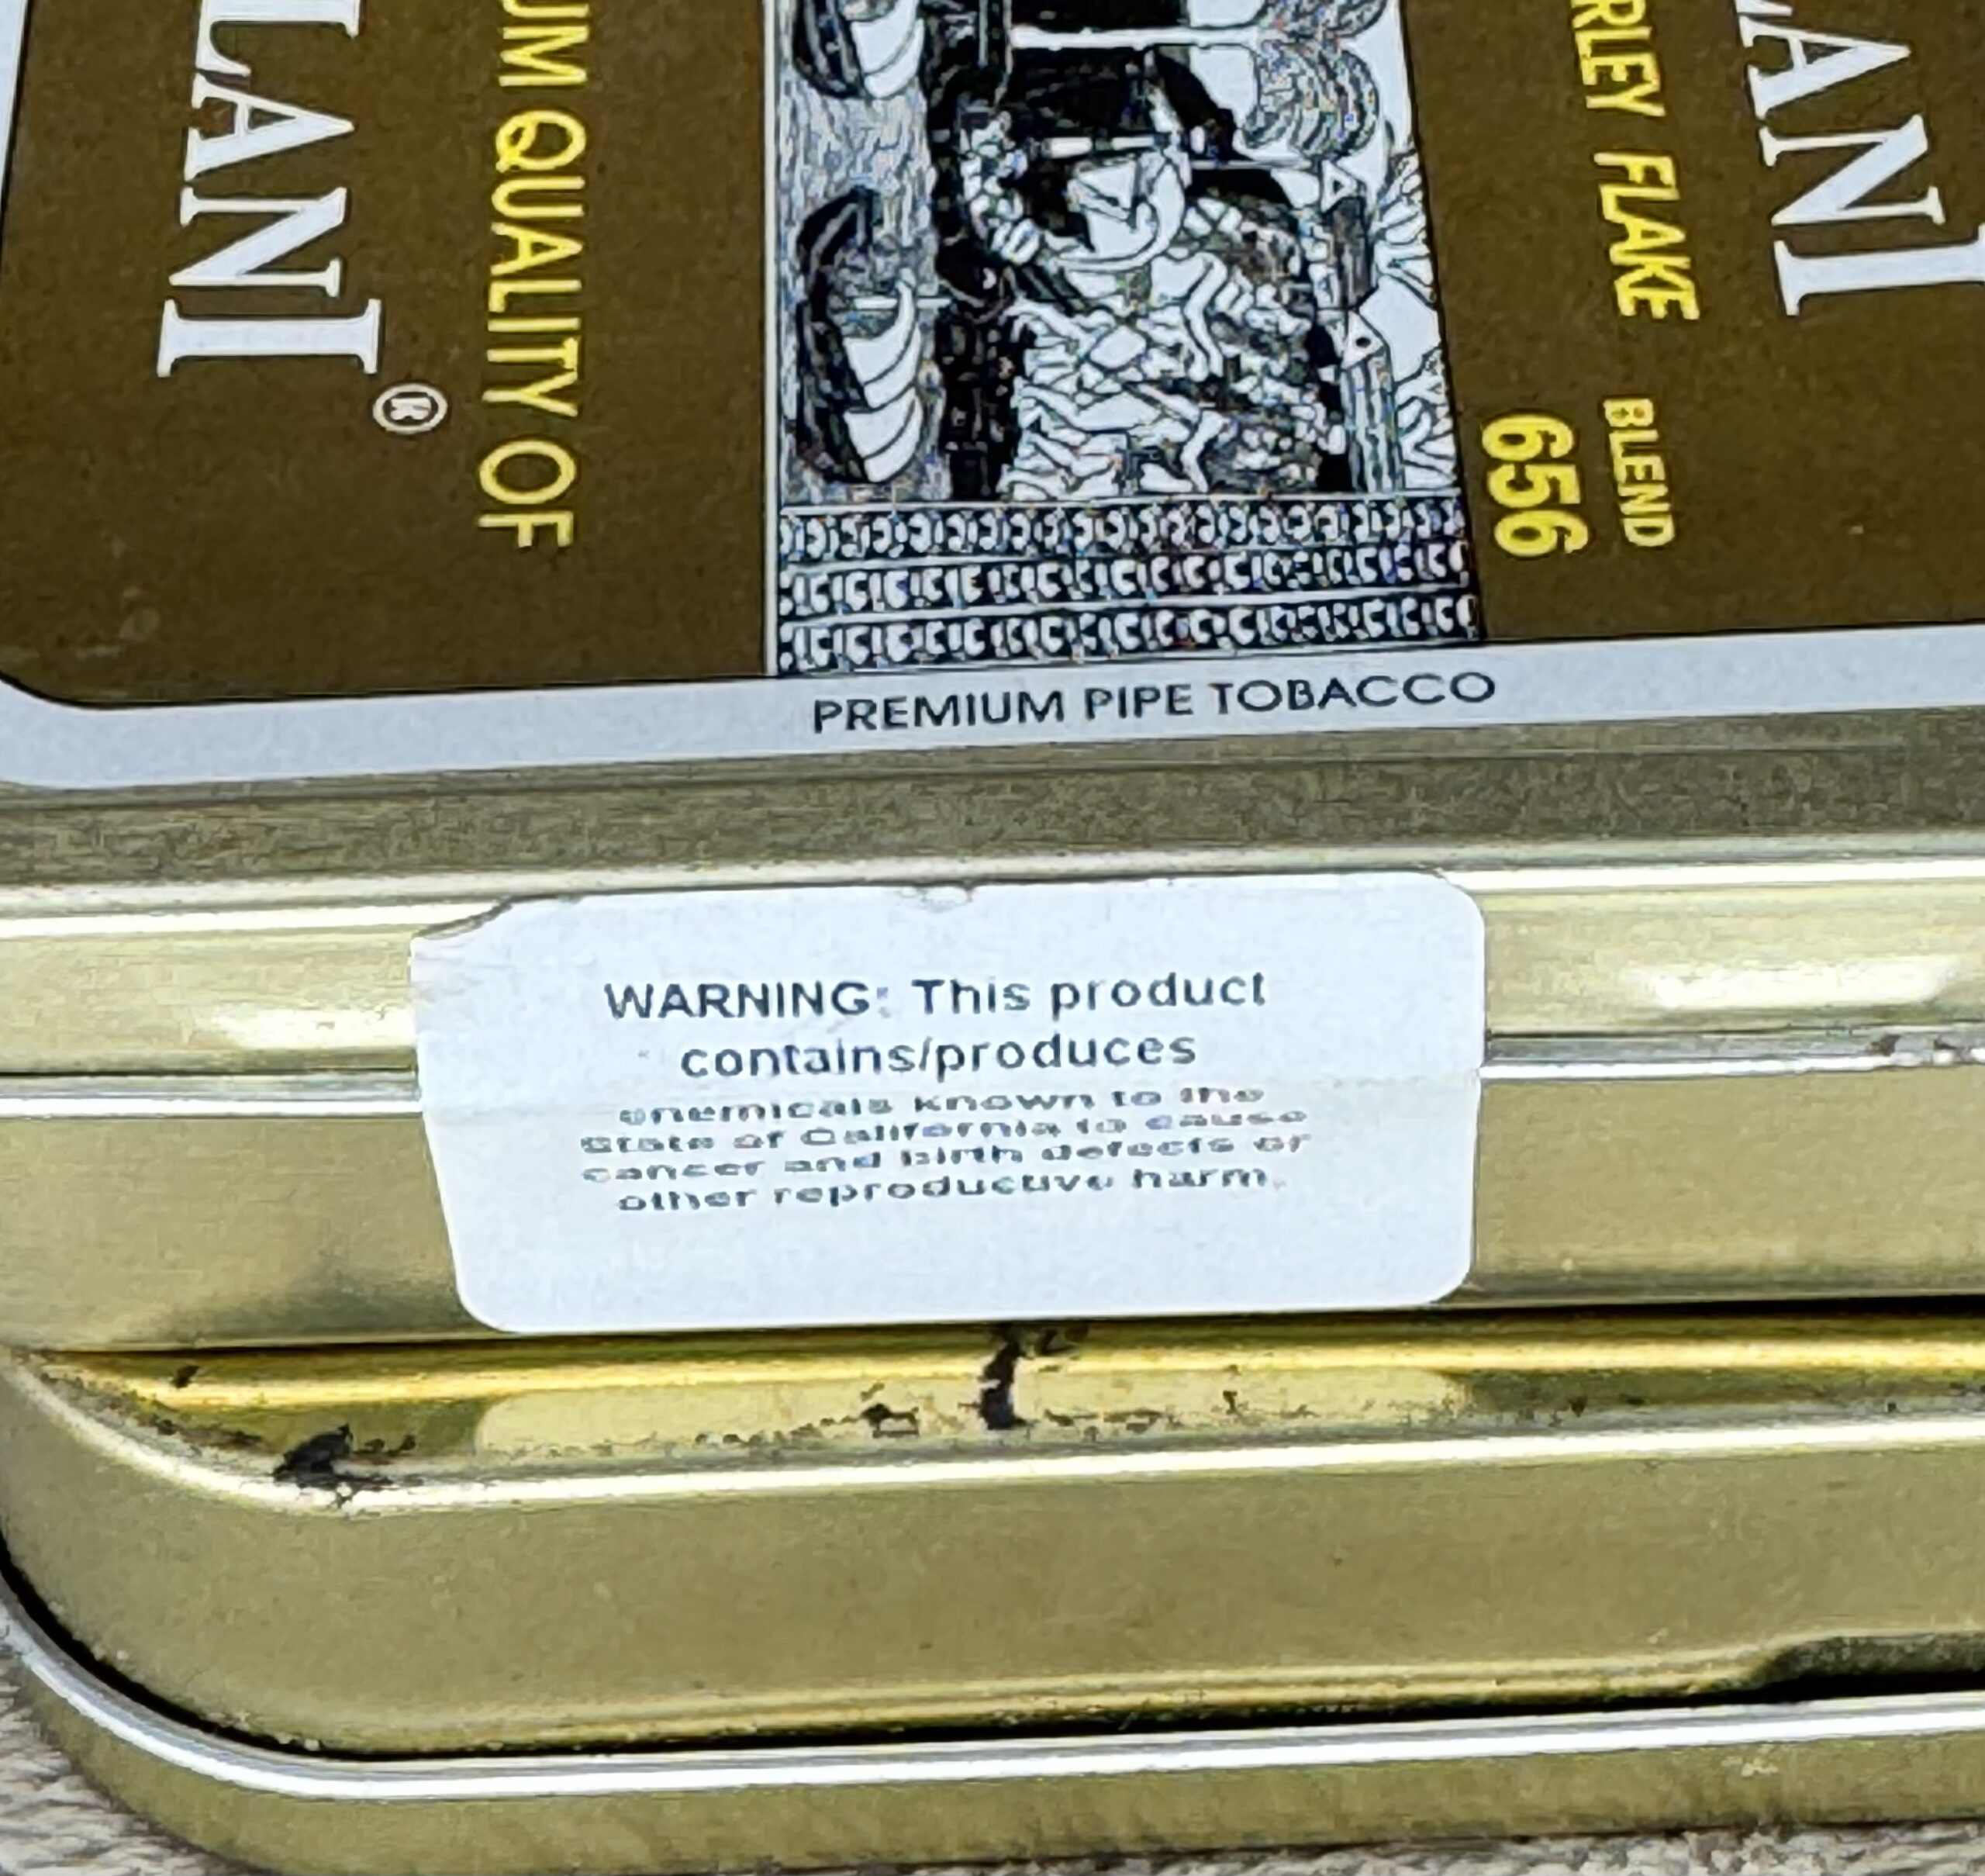 LANI®
UM QUALITY OF
RLEY FLAKE
BLEND
656
LANI
PREMIUM PIPE TOBACCO
WARNING: This product
contains/produces
chemicals known to the
State of California to cause
cancer and birth defects or
other reproductive harm.